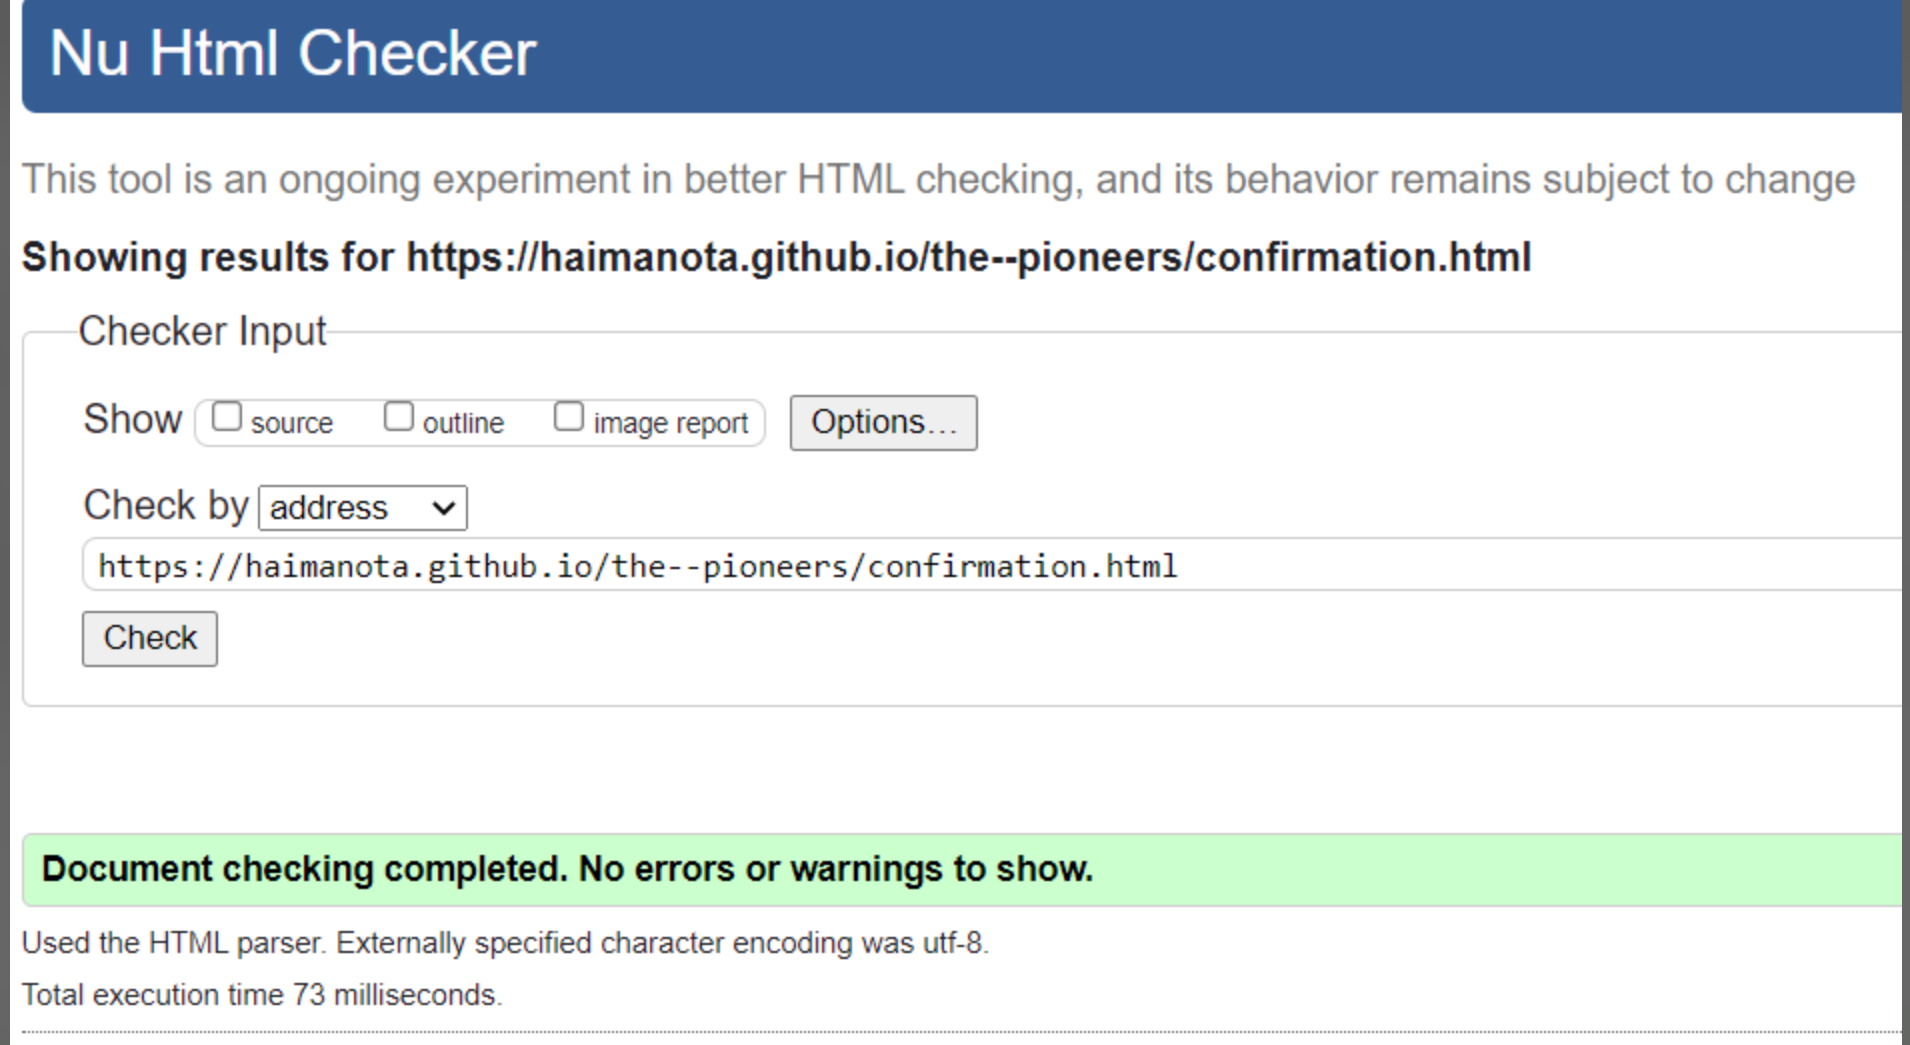 Nu Html Checker
This tool is an ongoing experiment in better HTML checking, and its behavior remains subject to change
Showing results for https://haimanota.github.io/the--pioneers/confirmation.html
Checker Input
Show source outline image report Options…
Check by address
https://haimanota.github.io/the--pioneers/confirmation.html
Check
Document checking completed. No errors or warnings to show.
Used the HTML parser. Externally specified character encoding was utf-8.
Total execution time 73 milliseconds.